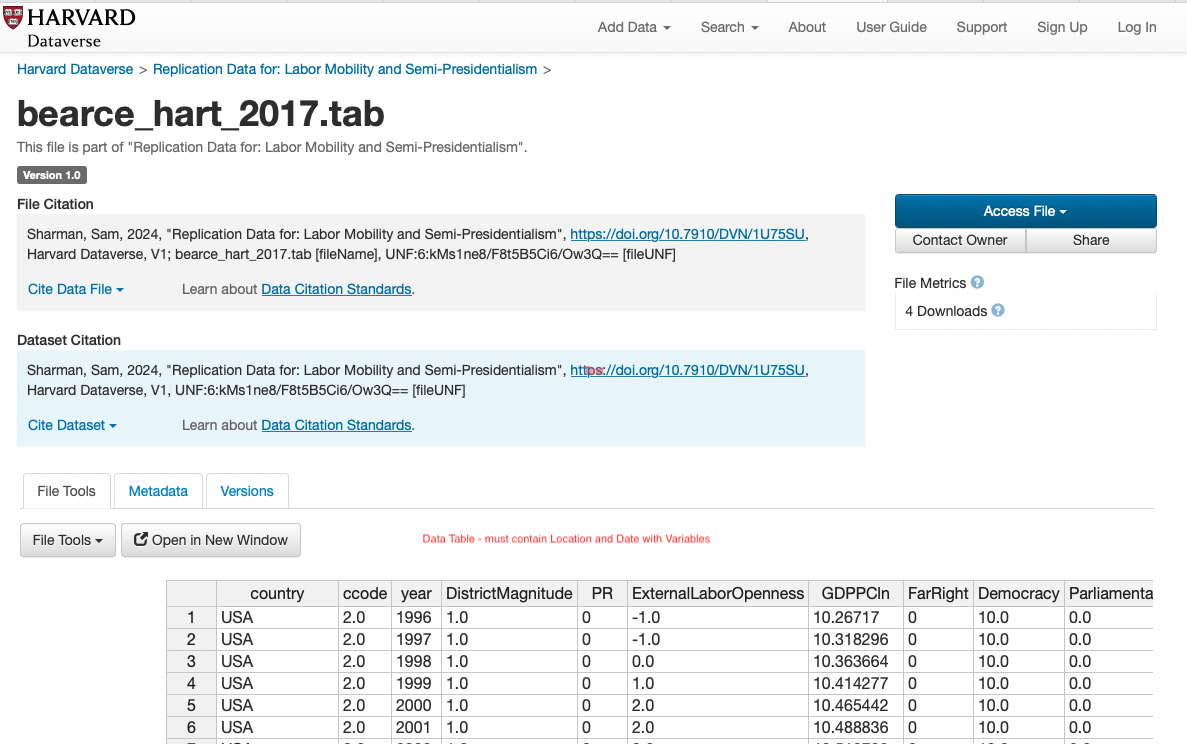 HARVARD
Dataverse
Add Data Search About User Guide Support Sign Up Log In
Harvard Dataverse > Replication Data for: Labor Mobility and Semi-Presidentialism >
bearce_hart_2017.tab
This file is part of "Replication Data for: Labor Mobility and Semi-Presidentialism".
Version 1.0
File Citation
Sharman, Sam, 2024, "Replication Data for: Labor Mobility and Semi-Presidentialism", https://doi.org/10.7910/DVN/1U75SU,
Harvard Dataverse, V1; bearce_hart_2017.tab [fileName], UNF:6:kMs1ne8/F8t5B5Ci6/Ow3Q== [fileUNF]
Cite Data File Learn about Data Citation Standards.
Access File
Contact Owner Share
File Metrics ?
4 Downloads ?
Dataset Citation
Sharman, Sam, 2024, "Replication Data for: Labor Mobility and Semi-Presidentialism", https://doi.org/10.7910/DVN/1U75SU,
Harvard Dataverse, V1, UNF:6:kMs1ne8/F8t5B5Ci6/Ow3Q== [fileUNF]
Cite Dataset Learn about Data Citation Standards.
File Tools Metadata Versions
File Tools Open in New Window
Data Table - must contain Location and Date with Variables
country ccode year DistrictMagnitude PR ExternalLaborOpenness GDPPCln FarRight Democracy Parliamenta
1 USA 2.0 1996 1.0 0 -1.0 10.26717 0 10.0 0.0
2 USA 2.0 1997 1.0 0 -1.0 10.318296 0 10.0 0.0
3 USA 2.0 1998 1.0 0 0.0 10.363664 0 10.0 0.0
4 USA 2.0 1999 1.0 0 1.0 10.414277 0 10.0 0.0
5 USA 2.0 2000 1.0 0 2.0 10.465442 0 10.0 0.0
6 USA 2.0 2001 1.0 0 2.0 10.488836 0 10.0 0.0